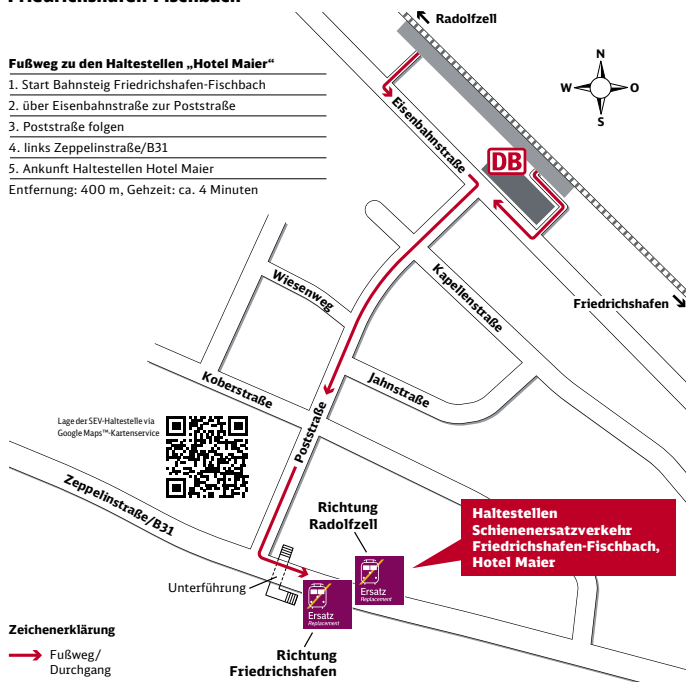 Radolfzell
Fußweg zu den Haltestellen „Hotel Maier“
1. Start Bahnsteig Friedrichshafen-Fischbach
2. über Eisenbahnstraße zur Poststraße
3. Poststraße folgen
4. links Zeppelinstraße/B31
5. Ankunft Haltestellen Hotel Maier
Entfernung: 400 m, Gehzeit: ca. 4 Minuten
N
W
O
S
Eisenbahnstraße
DB
Wiesenweg
Kapellenstraße
Friedrichshafen
Koberstraße
Jahnstraße
Poststraße
Lage der SEV-Haltestelle via
Google Maps™-Kartenservice
Zeppelinstraße/B31
Richtung
Radolfzell
Haltestellen
Schienenersatzverkehr
Friedrichshafen-Fischbach,
Hotel Maier
Unterführung
Ersatz
Replacement
Ersatz
Replacement
Zeichenerklärung
Fußweg/
Durchgang
Richtung
Friedrichshafen